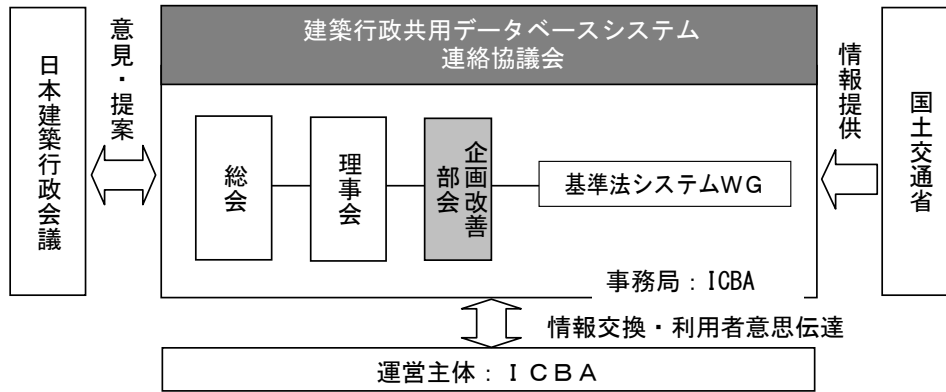 建築行政共用データベースシステム
連絡協議会
日本建築行政会議
意見・提案
総会
理事会
企画改善
部会
基準法システムWG
情報提供
国土交通省
事務局：ICBA
情報交換・利用者意思伝達
運営主体：ＩＣＢＡ